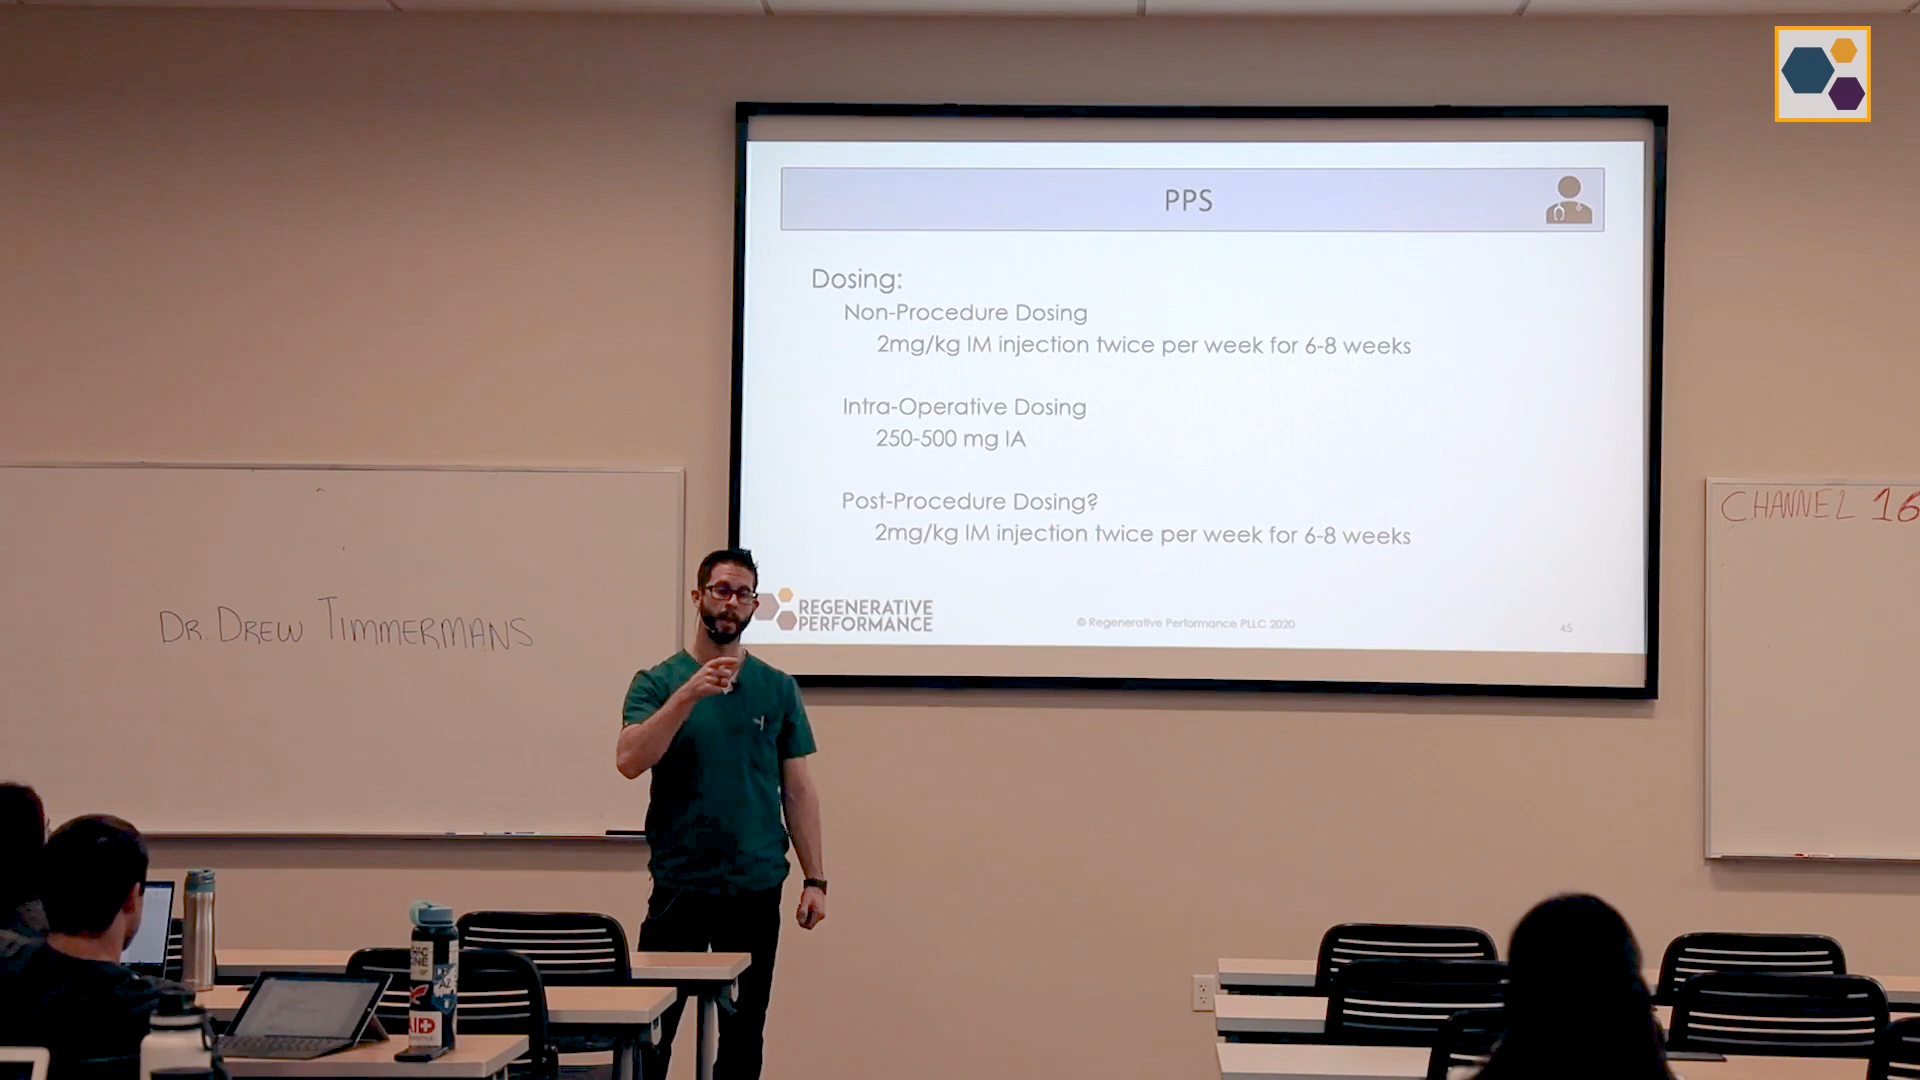 PPS
Dosing:
Non-Procedure Dosing
2mg/kg IM injection twice per week for 6-8 weeks
Intra-Operative Dosing
250-500 mg IA
Post-Procedure Dosing?
2mg/kg IM injection twice per week for 6-8 weeks
REGENERATIVE
PERFORMANCE
© Regenerative Performance PLLC 2020
45
DR. DREW TIMMERMANS
CHANNEL 16
AID